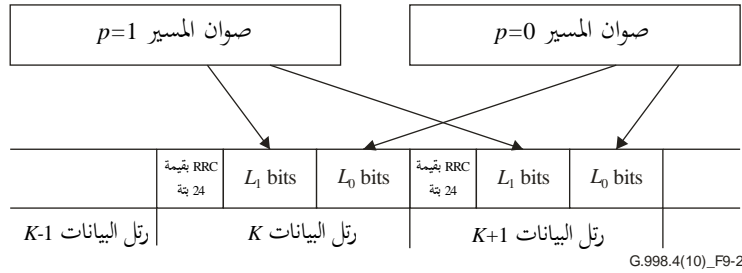 صوان المسير p=1
صوان المسير p=0
RRC بقيمة
24 بتة
L1 bits
L0 bits
RRC بقيمة
24 بتة
L1 bits
L0 bits
رتل البيانات K-1
رتل البيانات K
رتل البيانات K+1
G.998.4(10)_F9-2